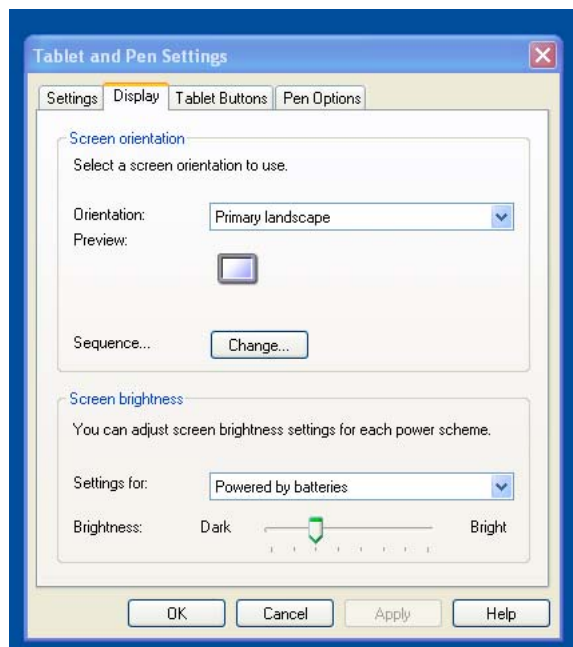 Tablet and Pen Settings
Settings Display Tablet Buttons Pen Options
Screen orientation
Select a screen orientation to use.
Orientation: Primary landscape
Preview:
Sequence... Change...
Screen brightness
You can adjust screen brightness settings for each power scheme.
Settings for: Powered by batteries
Brightness: Dark Bright
OK Cancel Apply Help